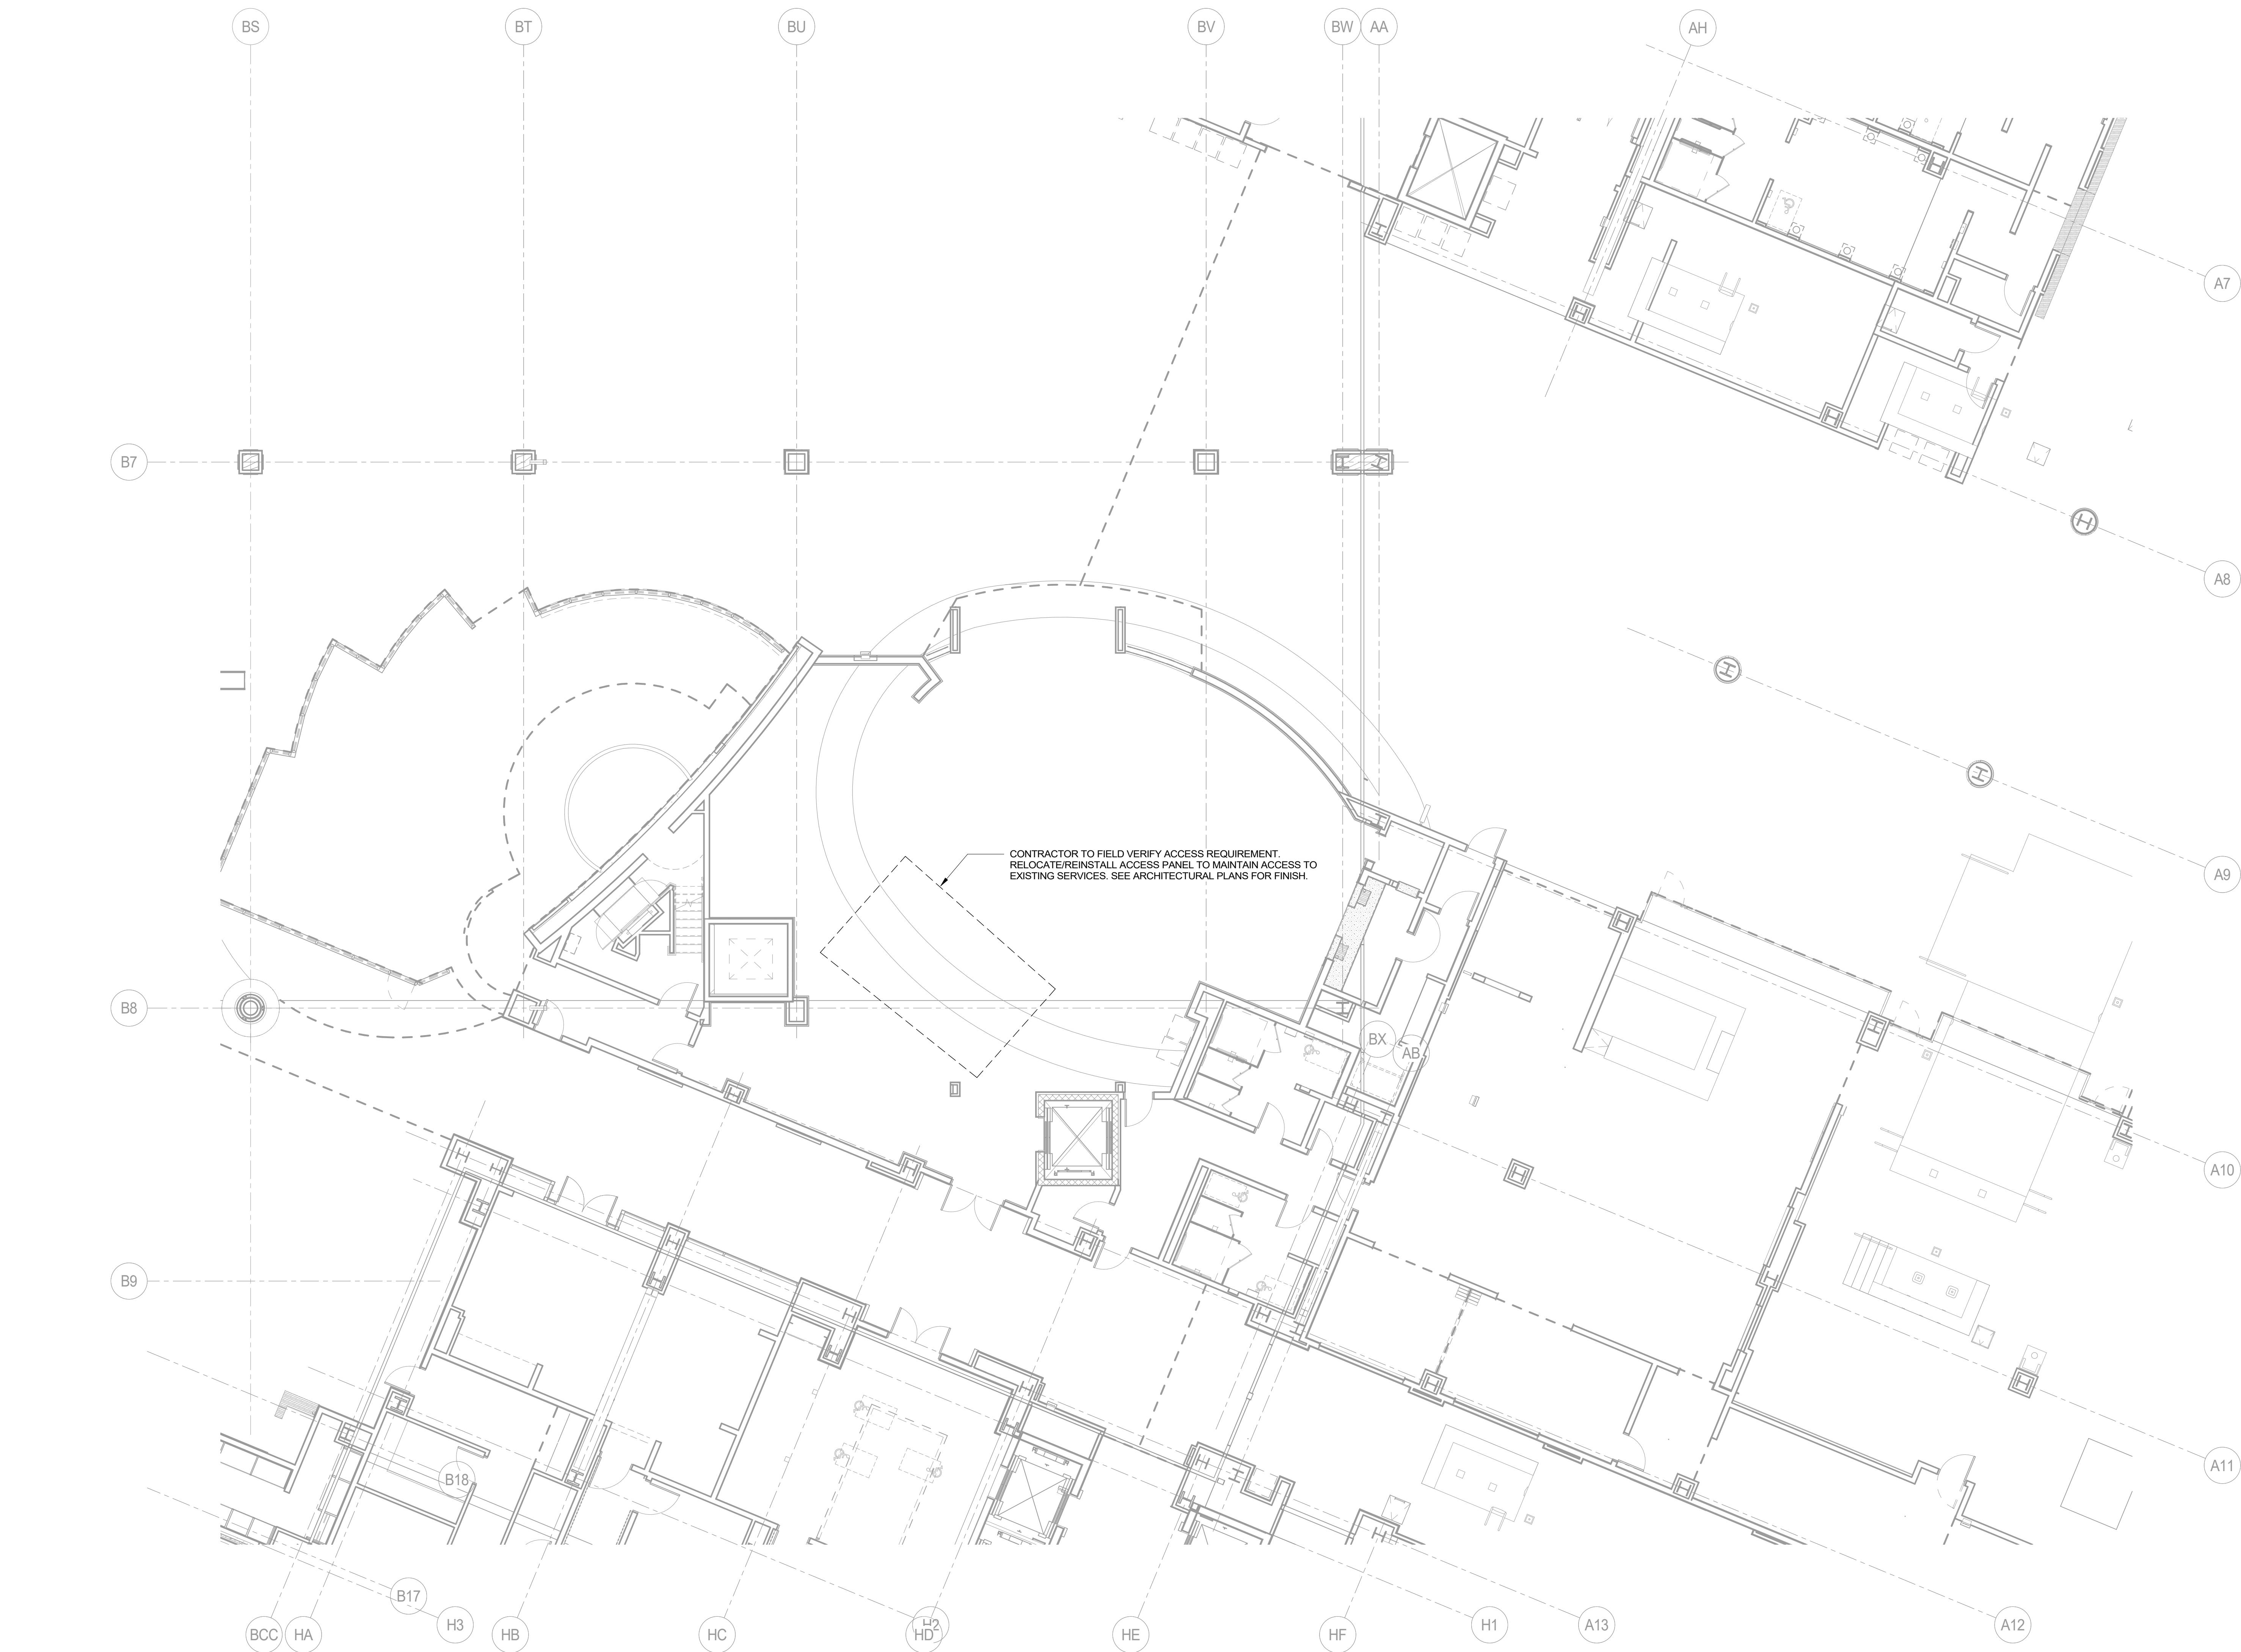 BS
BT
BU
BV
BW
AA
AH
A7
B7
A8
CONTRACTOR TO FIELD VERIFY ACCESS REQUIREMENT.
RELOCATE/REINSTALL ACCESS PANEL TO MAINTAIN ACCESS TO
EXISTING SERVICES. SEE ARCHITECTURAL PLANS FOR FINISH.
A9
B8
BX
AB
A10
B9
A11
B18
B17
H3
H2
H1
A13
A12
BCC
HA
HB
HC
HD
HE
HF